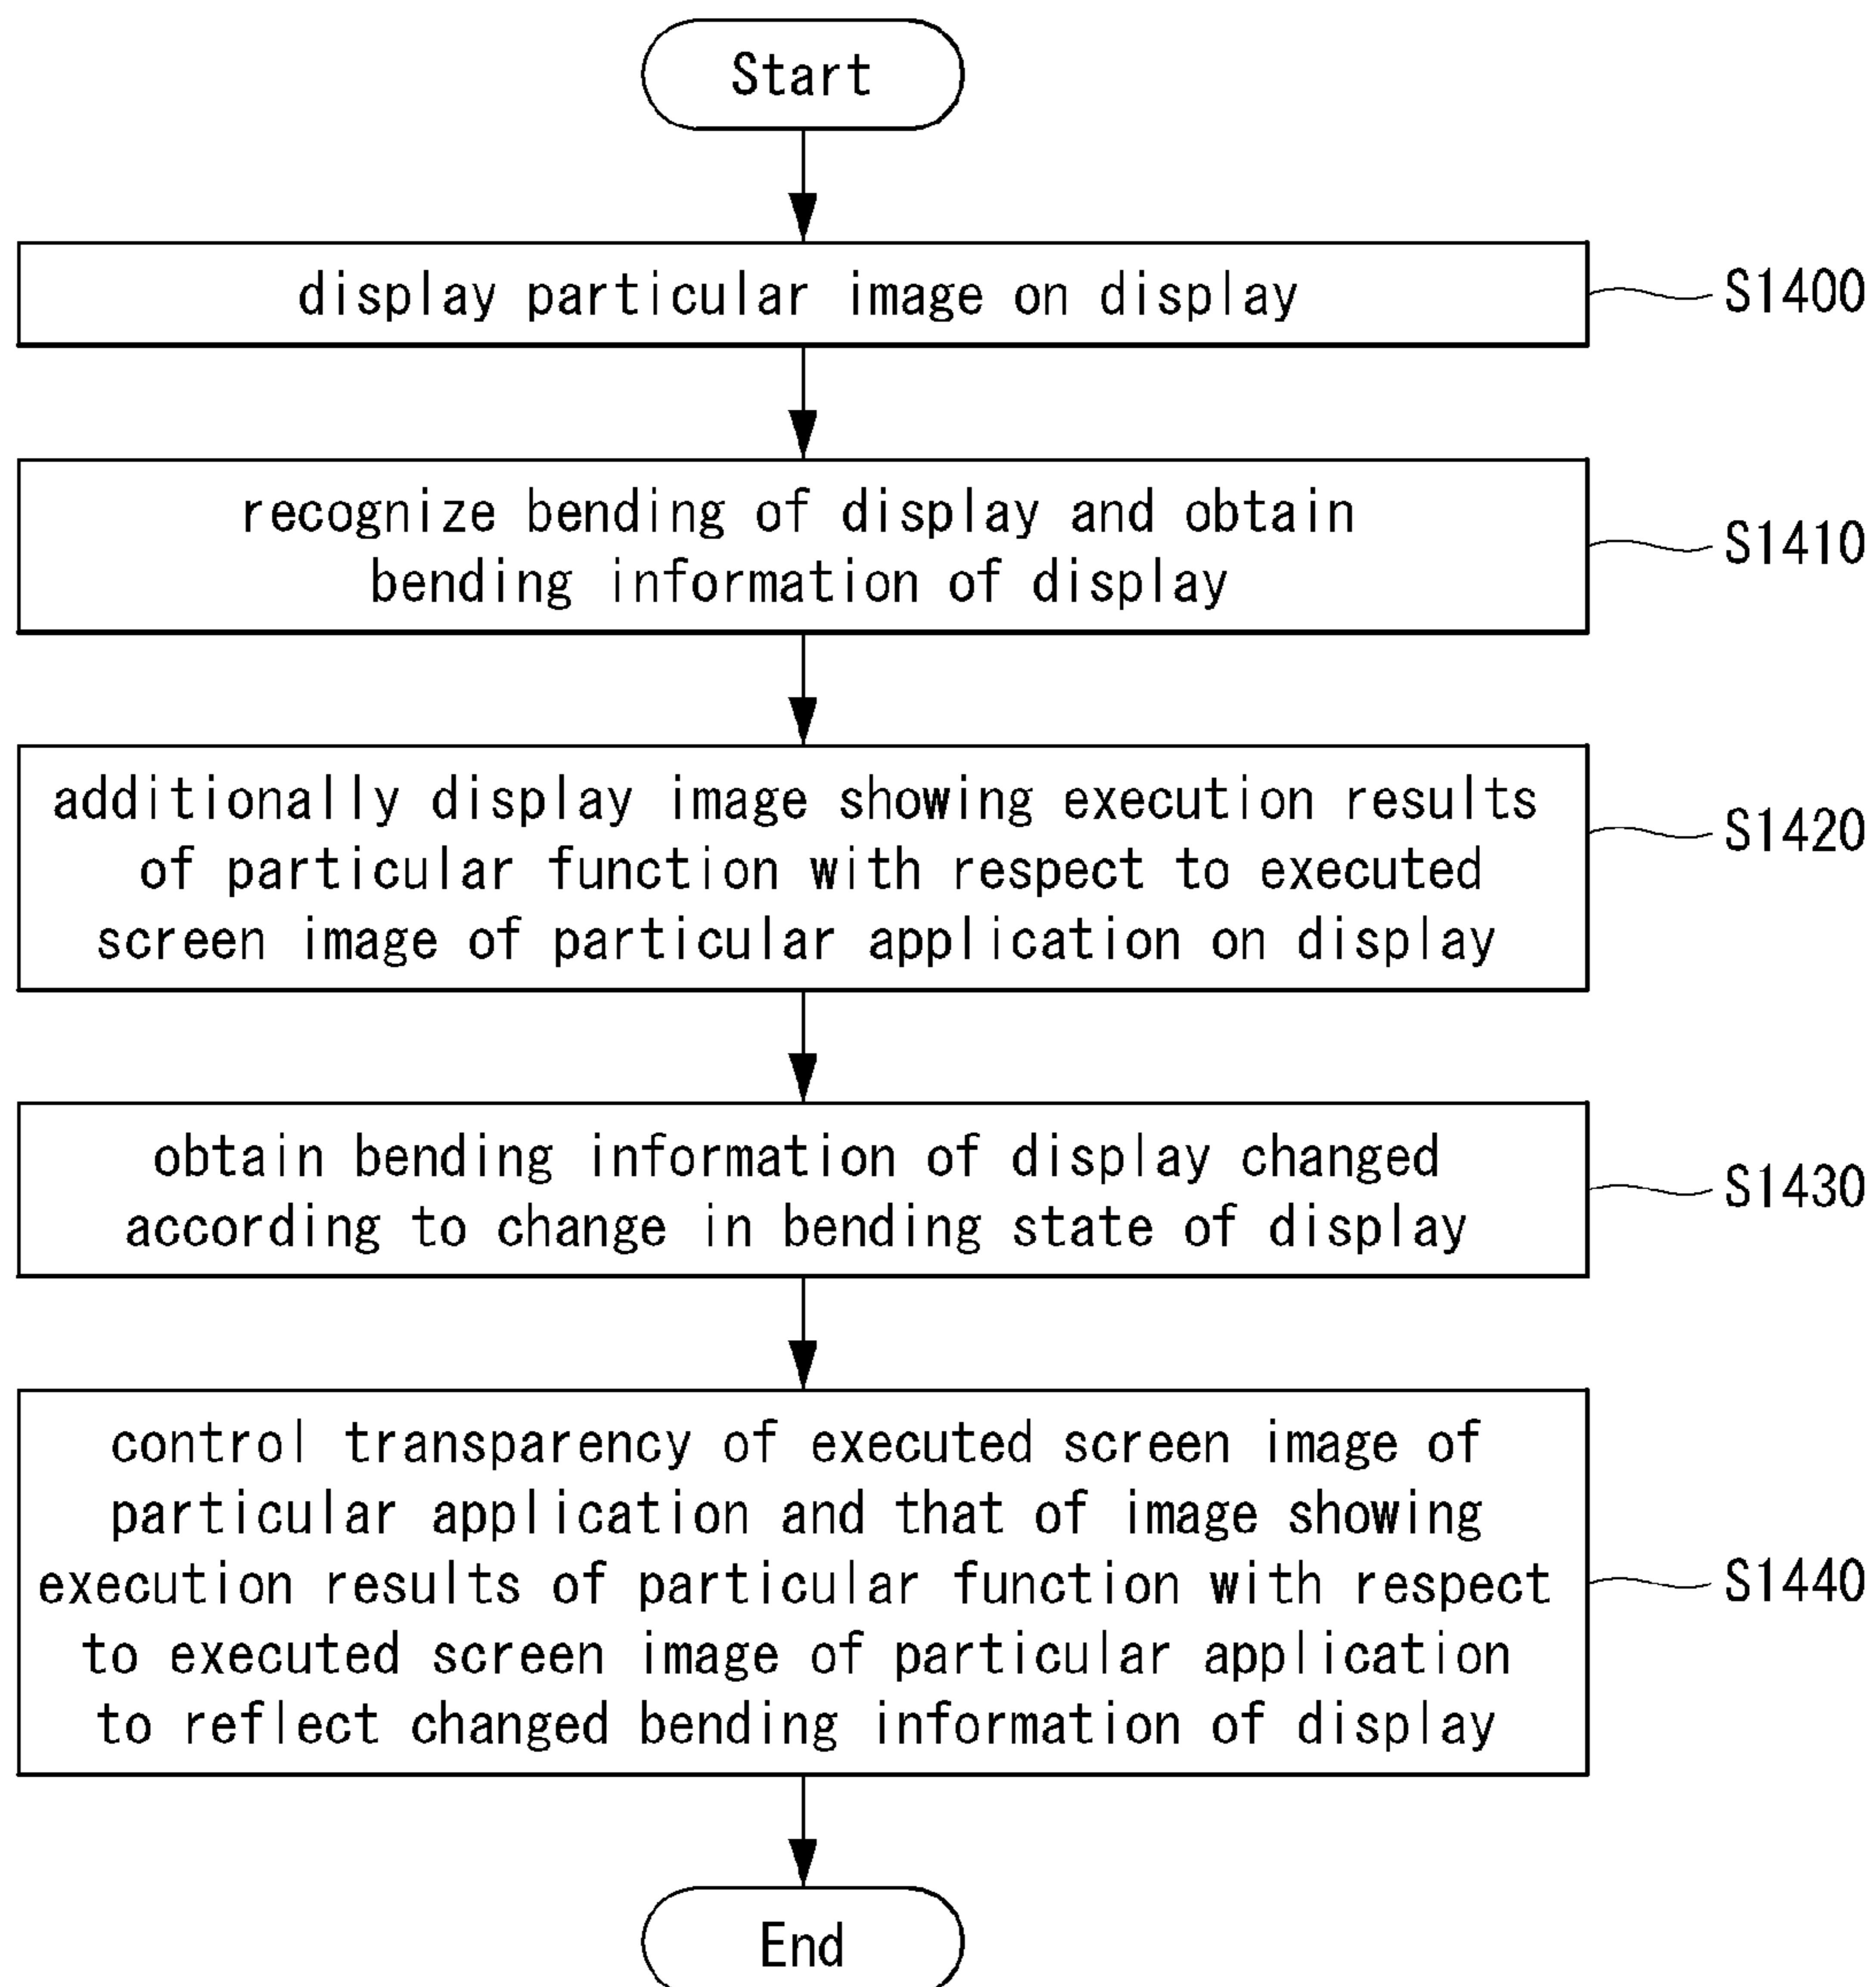 Start
display particular image on display
S1400
recognize bending of display and obtain
bending information of display
S1410
additionally display image showing execution results
of particular function with respect to executed
screen image of particular application on display
S1420
obtain bending information of display changed
according to change in bending state of display
S1430
control transparency of executed screen image of
particular application and that of image showing
execution results of particular function with respect
to executed screen image of particular application
to reflect changed bending information of display
S1440
End